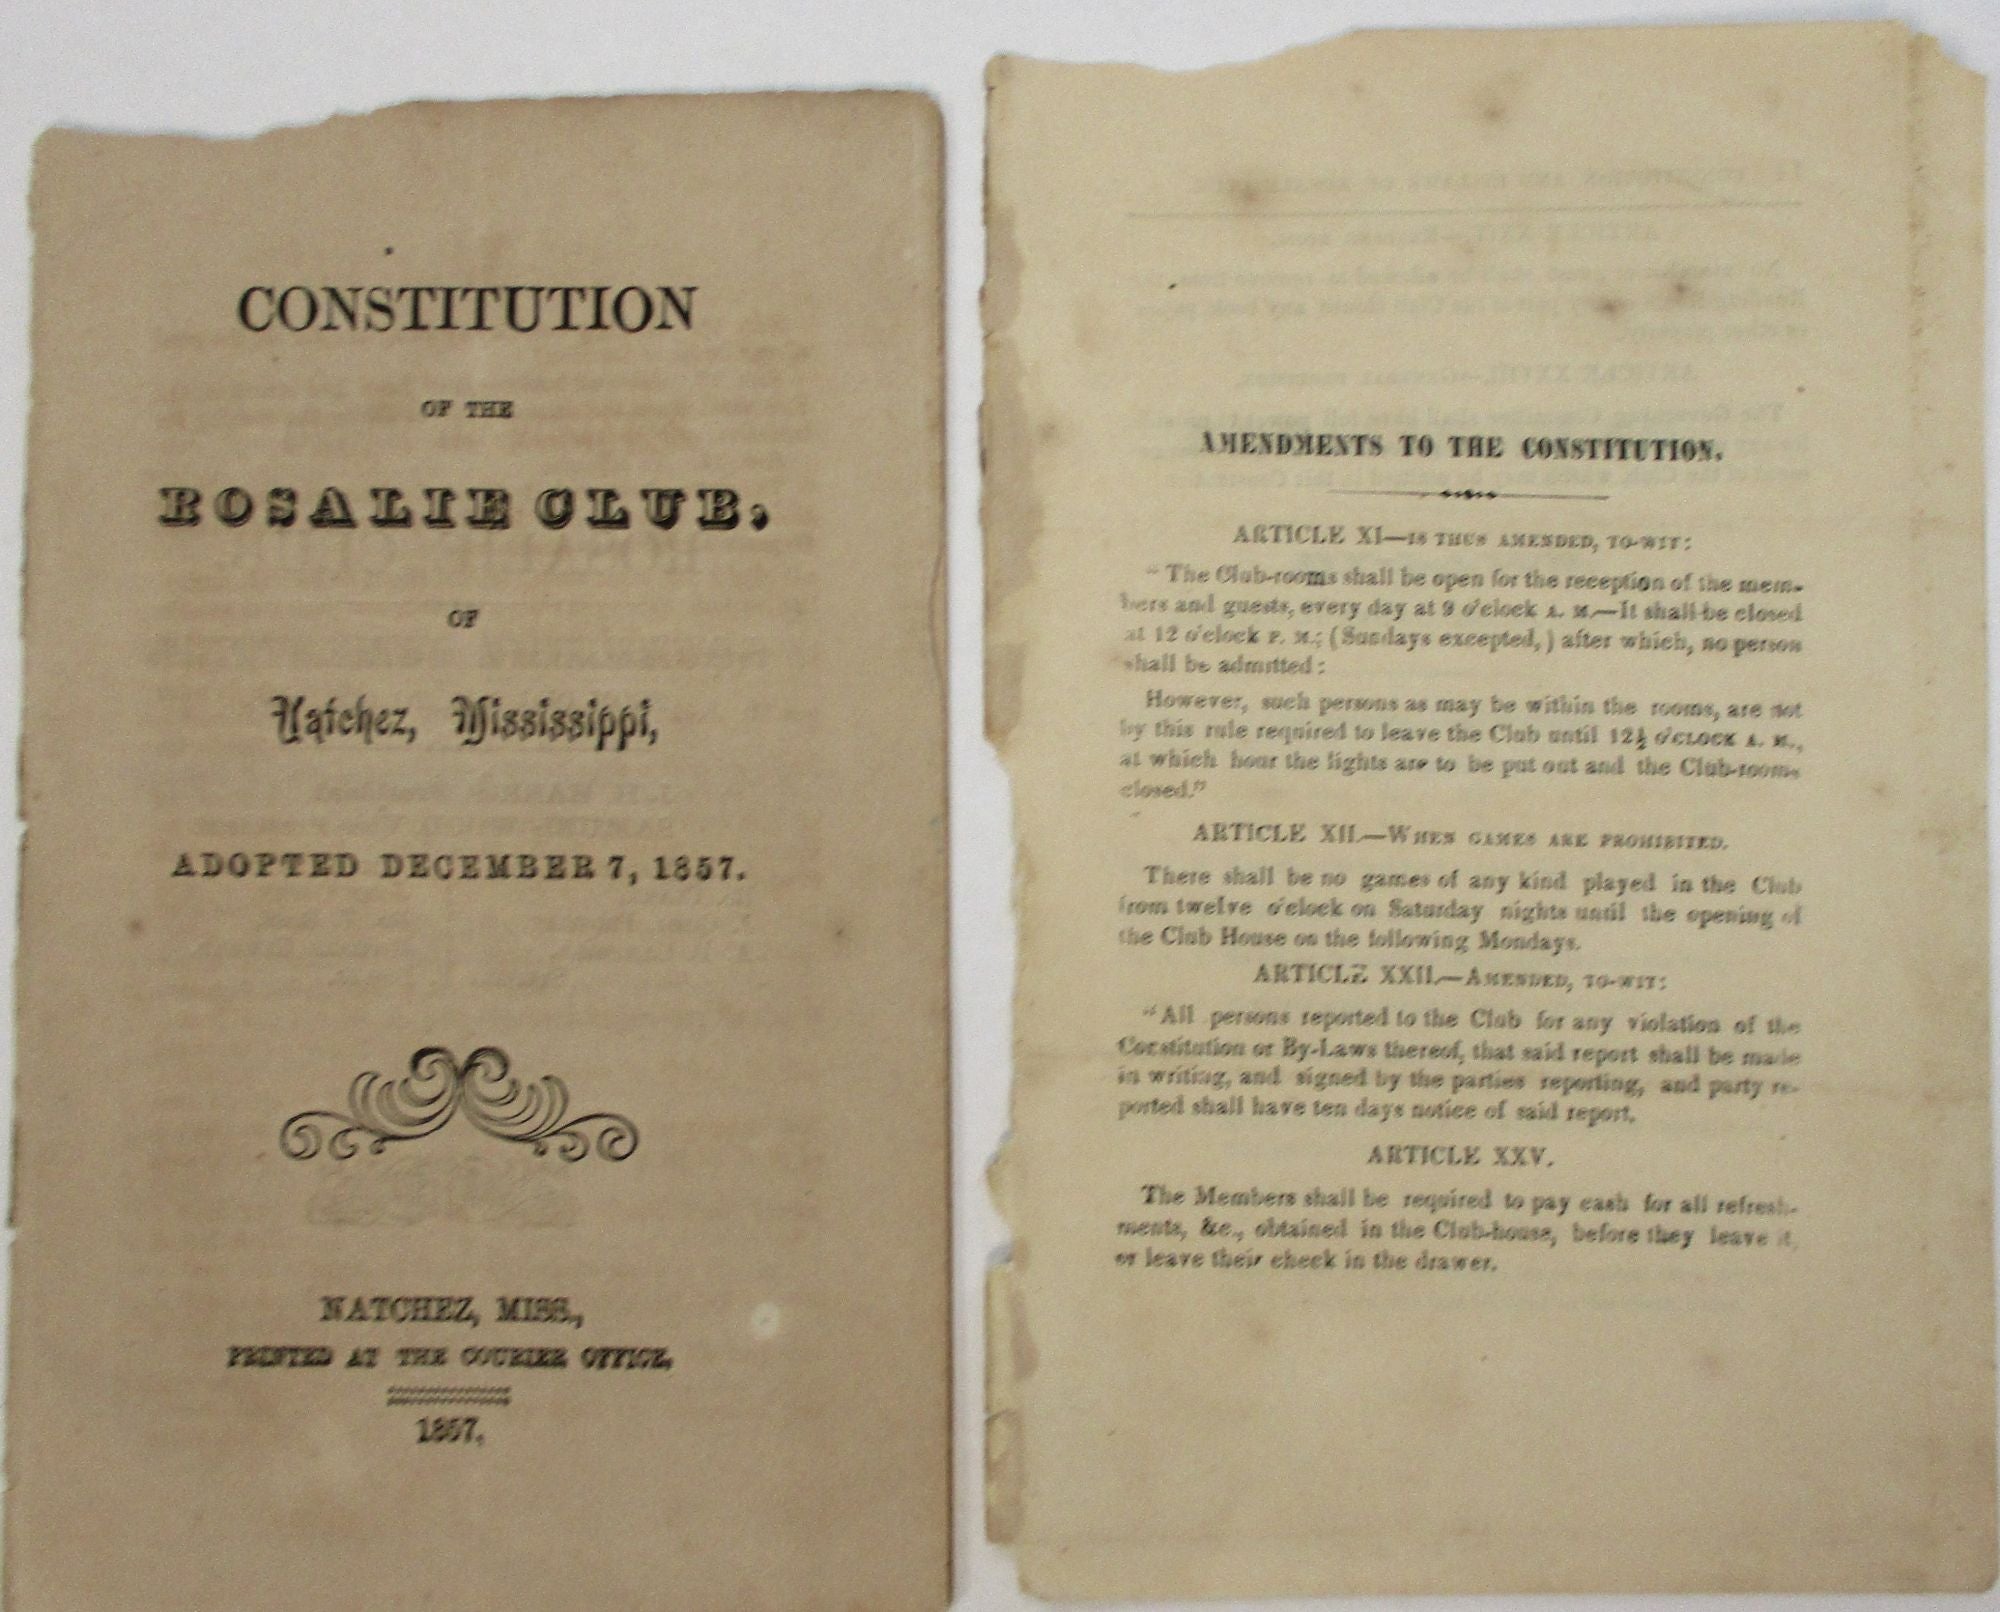 CONSTITUTION
OF THE
ROSALIE CLUB,
OF
Natchez, Mississippi,
ADOPTED DECEMBER 7, 1857.
NATCHEZ, MISS.,
PRINTED AT THE COURIER OFFICE.
1857.
AMENDMENTS TO THE CONSTITUTION.
ARTICLE XI—IS THUS AMENDED, TO-WIT:
"The Club-rooms shall be open for the reception of the mem-
bers and guests, every day at 9 o'clock A. M.—It shall be closed
at 12 o'clock P. M.; (Sundays excepted,) after which, no person
shall be admitted:
However, such persons as may be within the rooms, are not
by this rule required to leave the Club until 12½ o'CLOCK A. M.,
at which hour the lights are to be put out and the Club-rooms
closed."
ARTICLE XII.—WHEN GAMES ARE PROHIBITED.
There shall be no games of any kind played in the Club
from twelve o'clock on Saturday nights until the opening of
the Club House on the following Mondays.
ARTICLE XXII.—AMENDED, TO-WIT:
"All persons reported to the Club for any violation of the
Constitution or By-Laws thereof, that said report shall be made
in writing, and signed by the parties reporting, and party re-
ported shall have ten days notice of said report.
ARTICLE XXV.
The Members shall be required to pay cash for all refresh-
ments, &c., obtained in the Club-house, before they leave it,
or leave their check in the drawer.